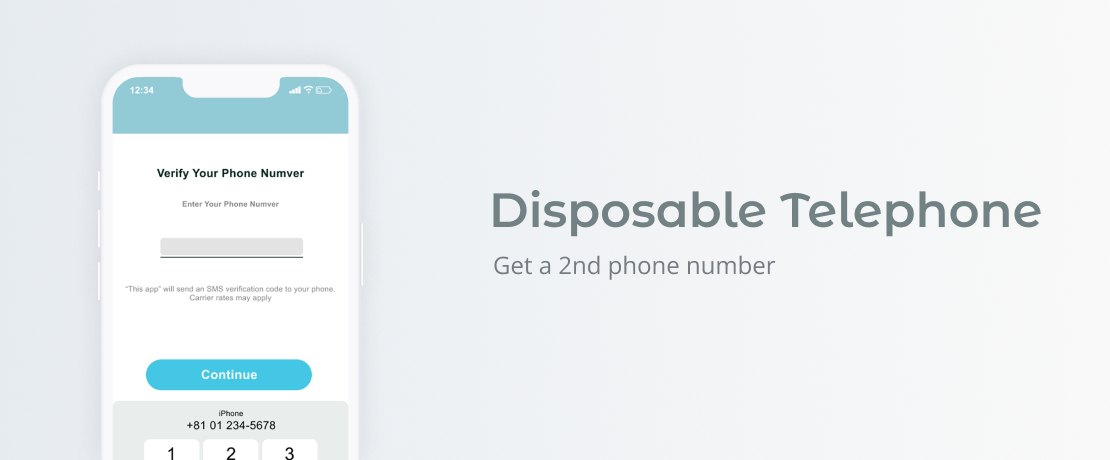 12:34
Verify Your Phone Numver
Enter Your Phone Numver
“This app” will send an SMS verification code to your phone.
Carrier rates may apply
Continue
iPhone
+81 01 234-5678
1 2 3
Disposable Telephone
Get a 2nd phone number